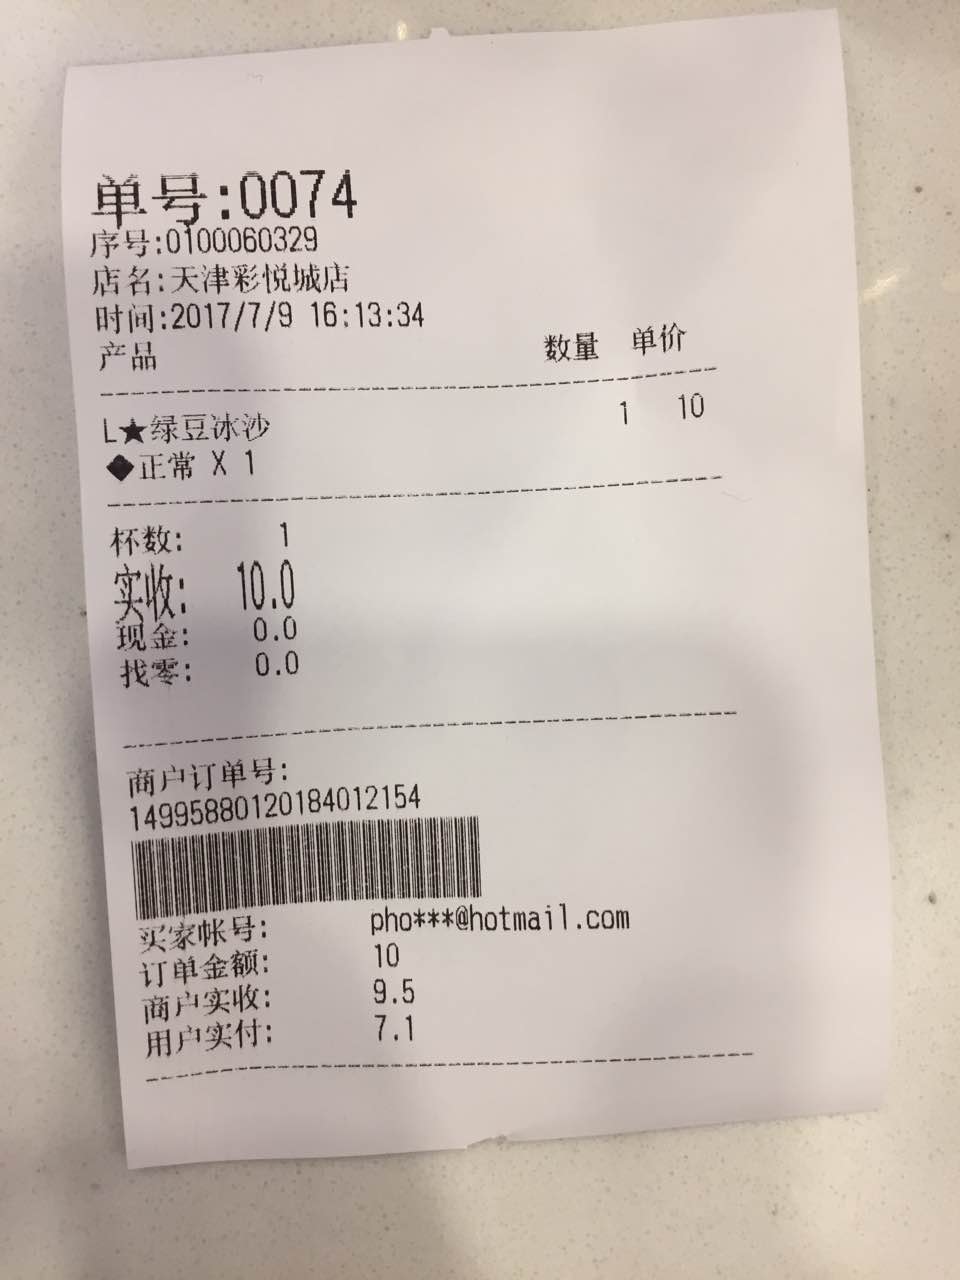 单号:0074
序号:0100060329
店名:天津彩悦城店
时间:2017/7/9 16:13:34
产品 数量 单价
L★绿豆冰沙 1 10
◆正常 X 1
杯数: 1
实收: 10.0
现金: 0.0
找零: 0.0
商户订单号:
14995880120184012154
买家帐号: pho***@hotmail.com
订单金额: 10
商户实收: 9.5
用户实付: 7.1